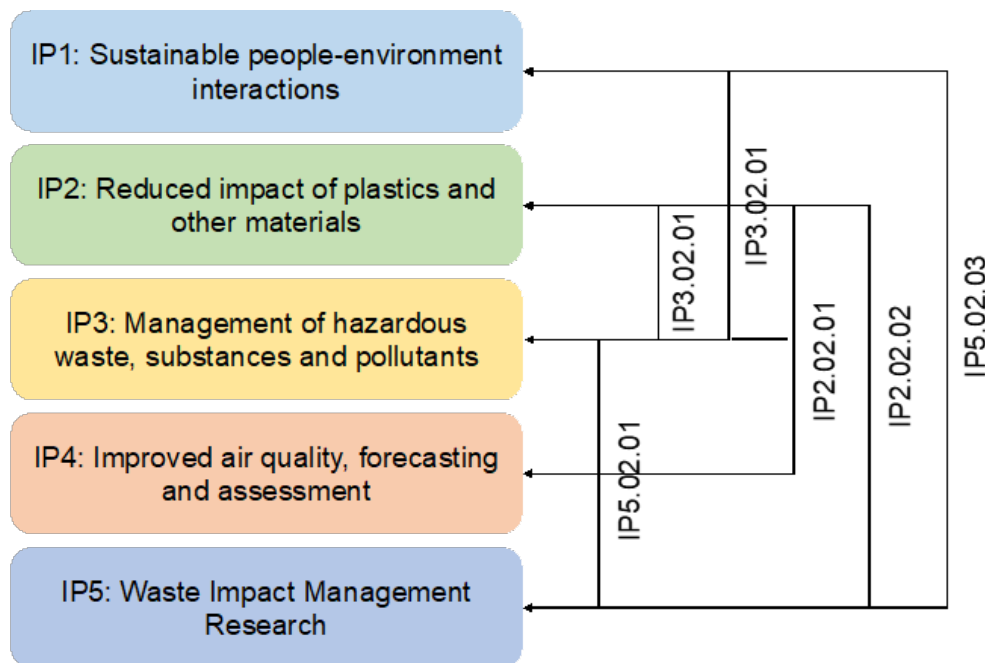 IP1: Sustainable people-environment
interactions
IP2: Reduced impact of plastics and
other materials
IP3: Management of hazardous
waste, substances and pollutants
IP4: Improved air quality, forecasting
and assessment
IP5: Waste Impact Management
Research
IP5.02.01
IP3.02.01
IP3.02.01
IP2.02.01
IP2.02.02
IP5.02.03